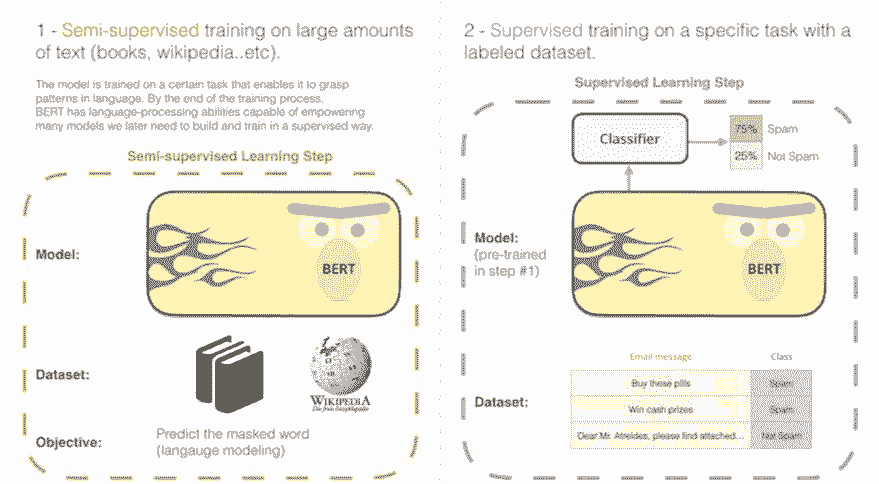 1 - Semi-supervised training on large amounts
of text (books, wikipedia..etc).
The model is trained on a certain task that enables it to grasp
patterns in language. By the end of the training process,
BERT has language-processing abilities capable of empowering
many models we later need to build and train in a supervised way.
Semi-supervised Learning Step
Model:
BERT
Dataset:
WIKIPEDIA
The Free Encyclopedia
Objective:
Predict the masked word
(langauge modeling)
2 - Supervised training on a specific task with a
labeled dataset.
Supervised Learning Step
Classifier
75% Spam
25% Not Spam
Model:
(pre-trained
in step #1)
BERT
Dataset:
Email message Class
Buy these pills Spam
Win cash prizes Spam
Dear Mr. Atreides, please find attached... Not Spam